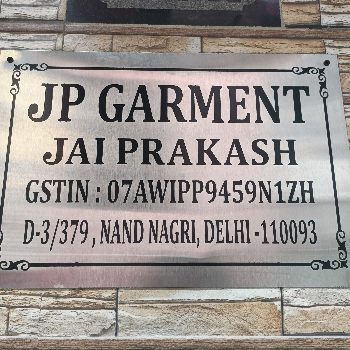 JP GARMENT
JAI PRAKASH
GSTIN : 07AWIPP9459N1ZH
D-3/379 , NAND NAGRI, DELHI -110093